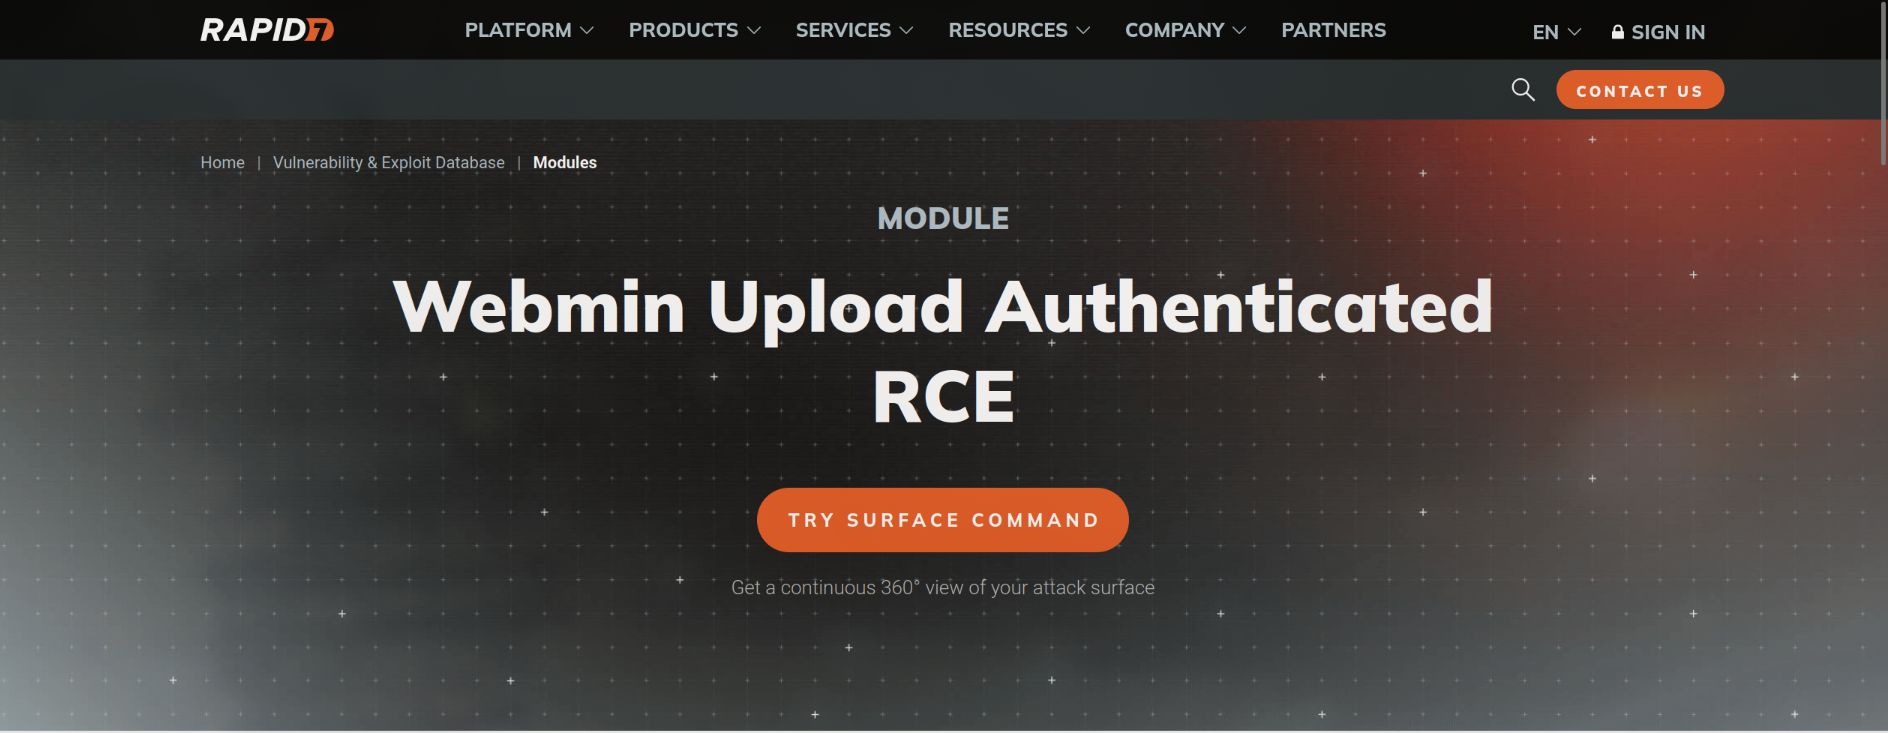 RAPID7 PLATFORM PRODUCTS SERVICES RESOURCES COMPANY PARTNERS EN SIGN IN
CONTACT US
Home | Vulnerability & Exploit Database | Modules
MODULE
Webmin Upload Authenticated
RCE
TRY SURFACE COMMAND
Get a continuous 360° view of your attack surface